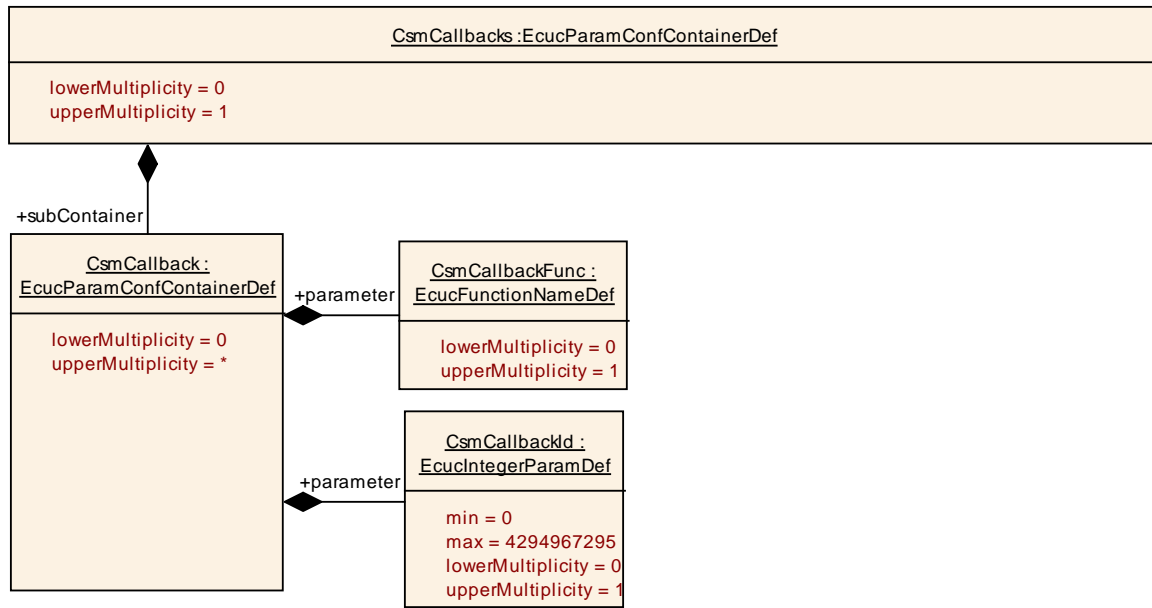 CsmCallbacks :EcucParamConfContainerDef
lowerMultiplicity = 0
upperMultiplicity = 1
+subContainer
CsmCallback :
EcucParamConfContainerDef
lowerMultiplicity = 0
upperMultiplicity = *
+parameter
CsmCallbackFunc :
EcucFunctionNameDef
lowerMultiplicity = 0
upperMultiplicity = 1
+parameter
CsmCallbackId :
EcucIntegerParamDef
min = 0
max = 4294967295
lowerMultiplicity = 0
upperMultiplicity = 1